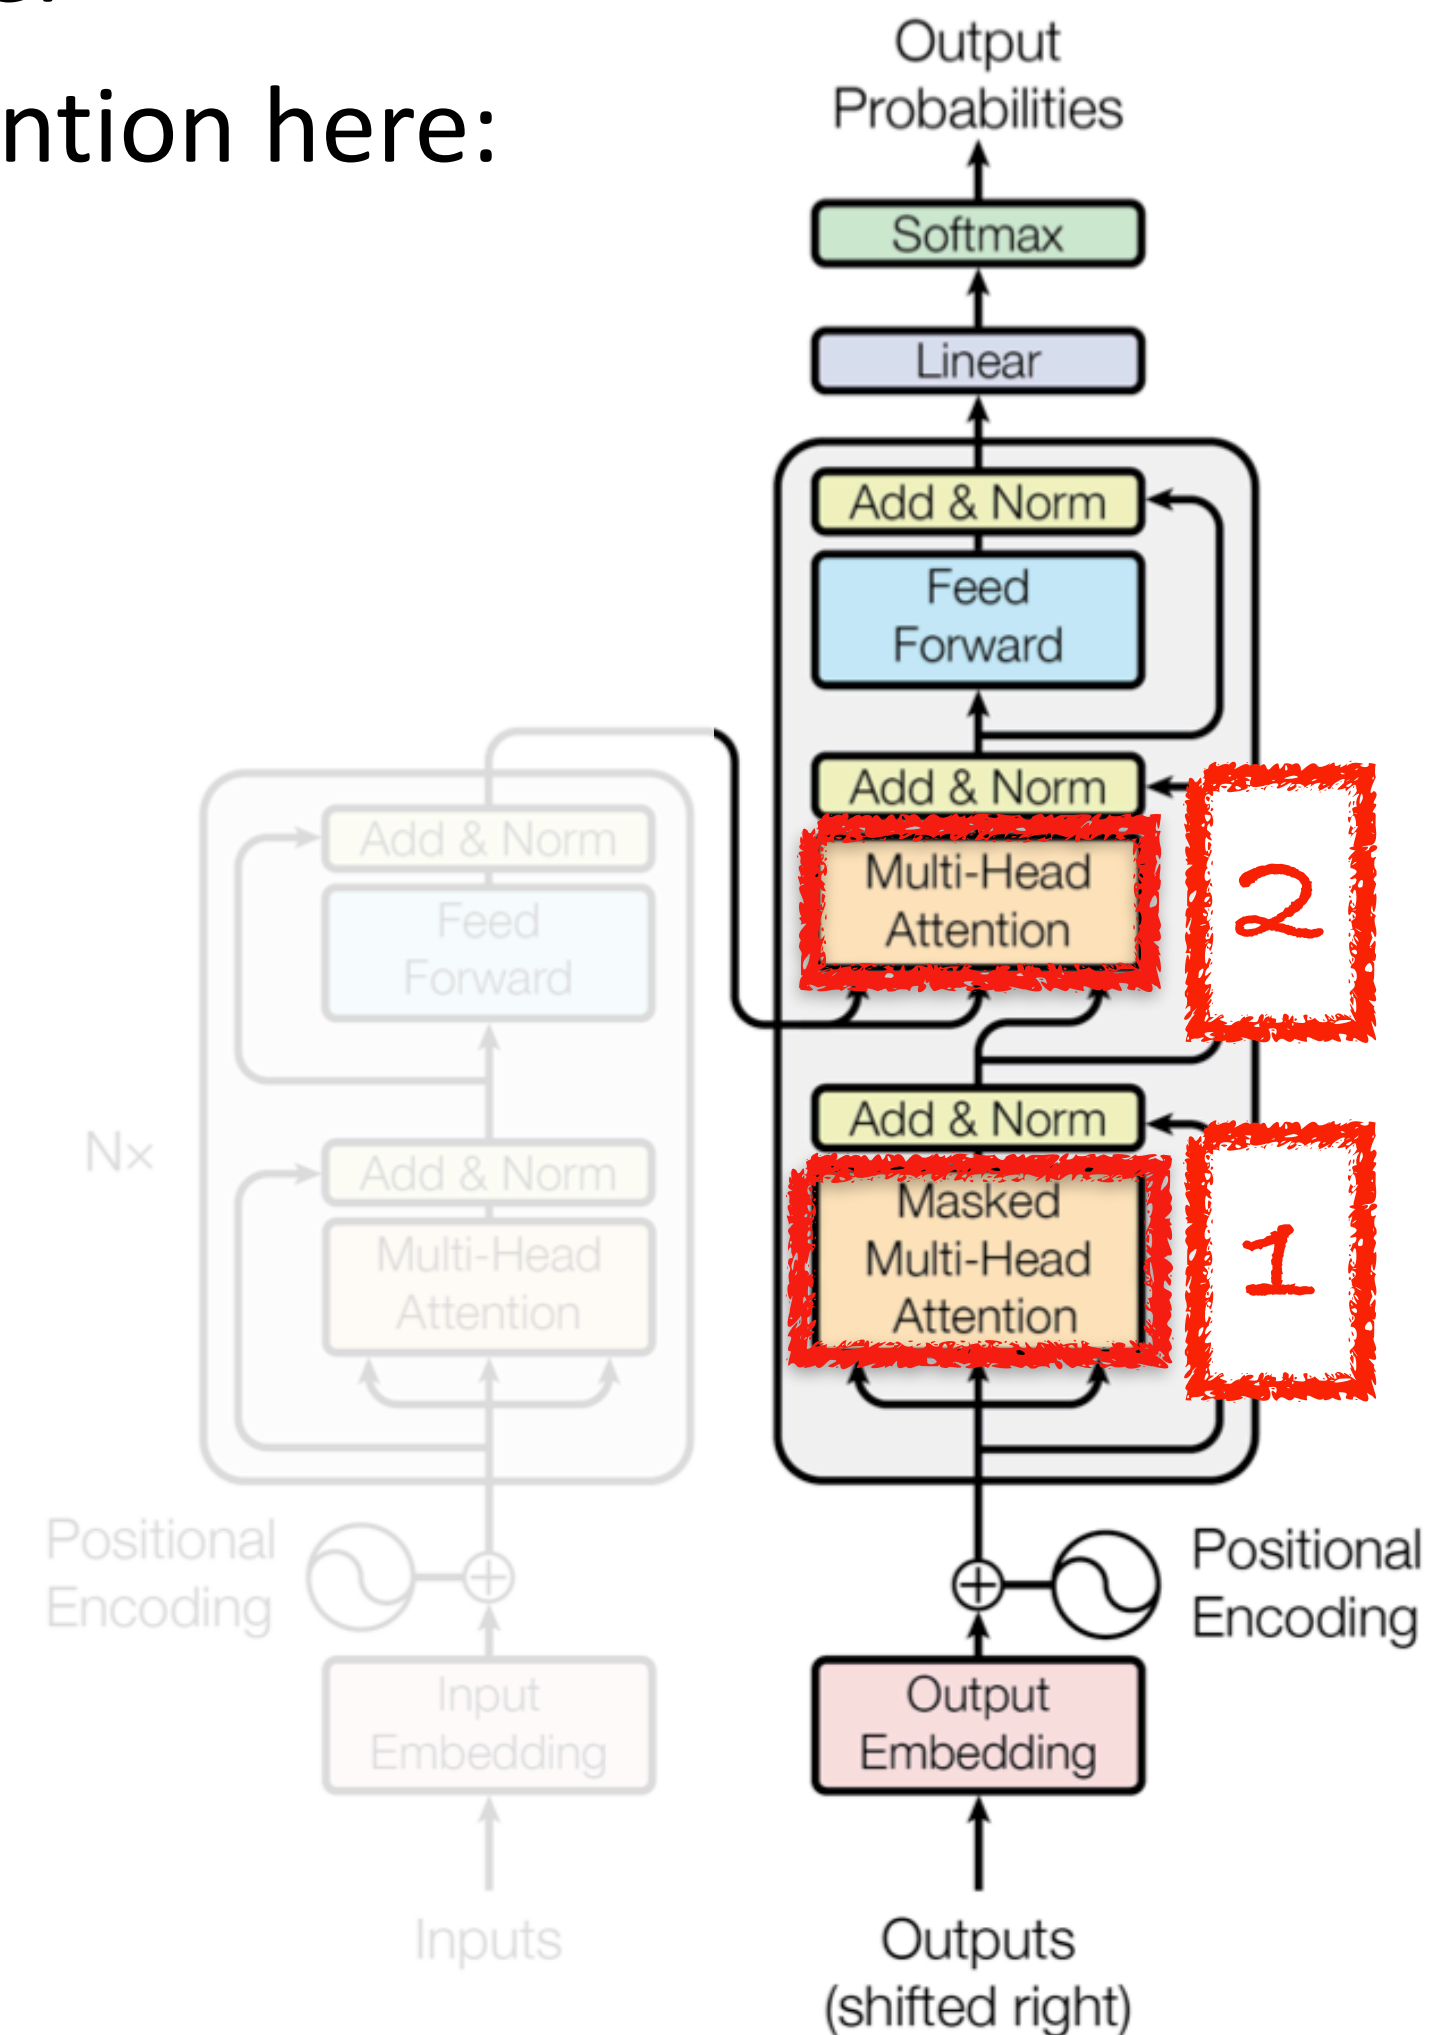 ntion here:
Output
Probabilities
Softmax
Linear
Add & Norm
Feed
Forward
Add & Norm
Multi-Head
Attention
2
Add & Norm
Masked
Multi-Head
Attention
1
Positional
Encoding
Output
Embedding
Outputs
(shifted right)
Add & Norm
Feed
Forward
Nx
Add & Norm
Multi-Head
Attention
Positional
Encoding
Input
Embedding
Inputs